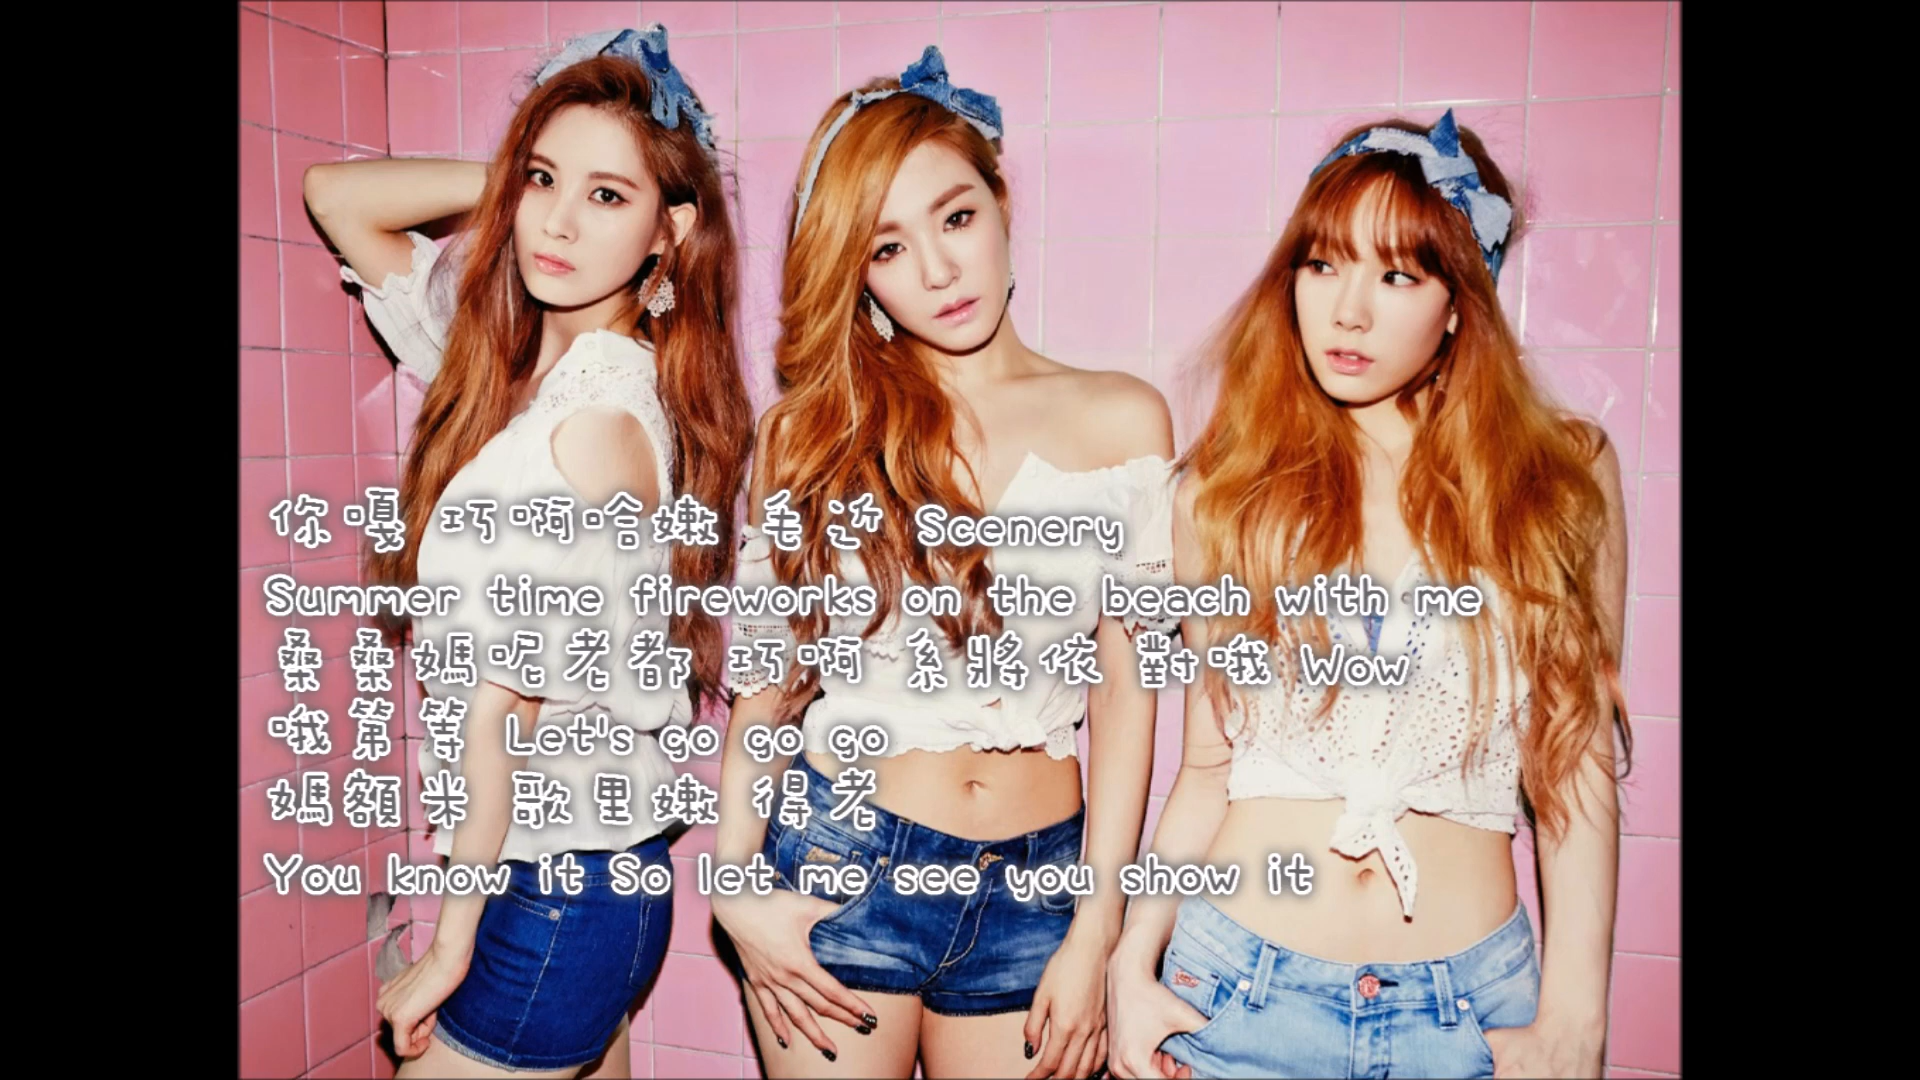 你嘎 巧啊哈嫩 毛近 Scenery
Summer time fireworks on the beach with me
桑桑媽呢老都 巧啊 系將依 對哦 Wow
哦第等 Let's go go go
媽額米 歌里嫩 得老
You know it So let me see you show it